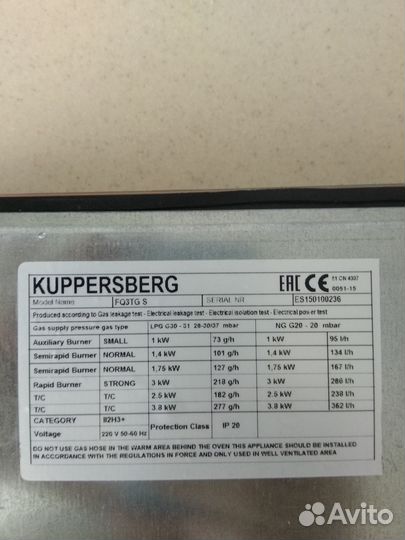 KUPPERSBERG
EAC CE 11 CN 4397
0051-15
Model Name FQ3TG S SERIAL NR ES150100236
Produced according to Gas leakage test - Electrical leakage test - Electrical isolation test - Electrical power test
Gas supply pressure gas type LPG G30 - 31 28-30\37 mbar NG G20 - 20 mbar
Auxiliary Burner SMALL 1 kW 73 g/h 1 kW 95 l/h
Semirapid Burner NORMAL 1,4 kW 101 g/h 1,4 kW 134 l/h
Semirapid Burner NORMAL 1,75 kW 127 g/h 1,75 kW 167 l/h
Rapid Burner STRONG 3 kW 218 g/h 3 kW 286 l/h
T/C T/C 2.5 kW 182 g/h 2.5 kW 238 l/h
T/C T/C 3.8 kW 277 g/h 3.8 kW 362 l/h
CATEGORY II2H3+ Protection Class IP 20
Voltage 220 V 50-60 Hz
DO NOT USE GAS HOSE IN THE WARM AREA BEHIND THE OVEN THIS APPLIANCE SHOULD BE INSTALLED
IN ACCORDANCE WITH THE REGULATIONS IN FORCE AND ONLY USED IN WELL VENTILATED AREA
Avito